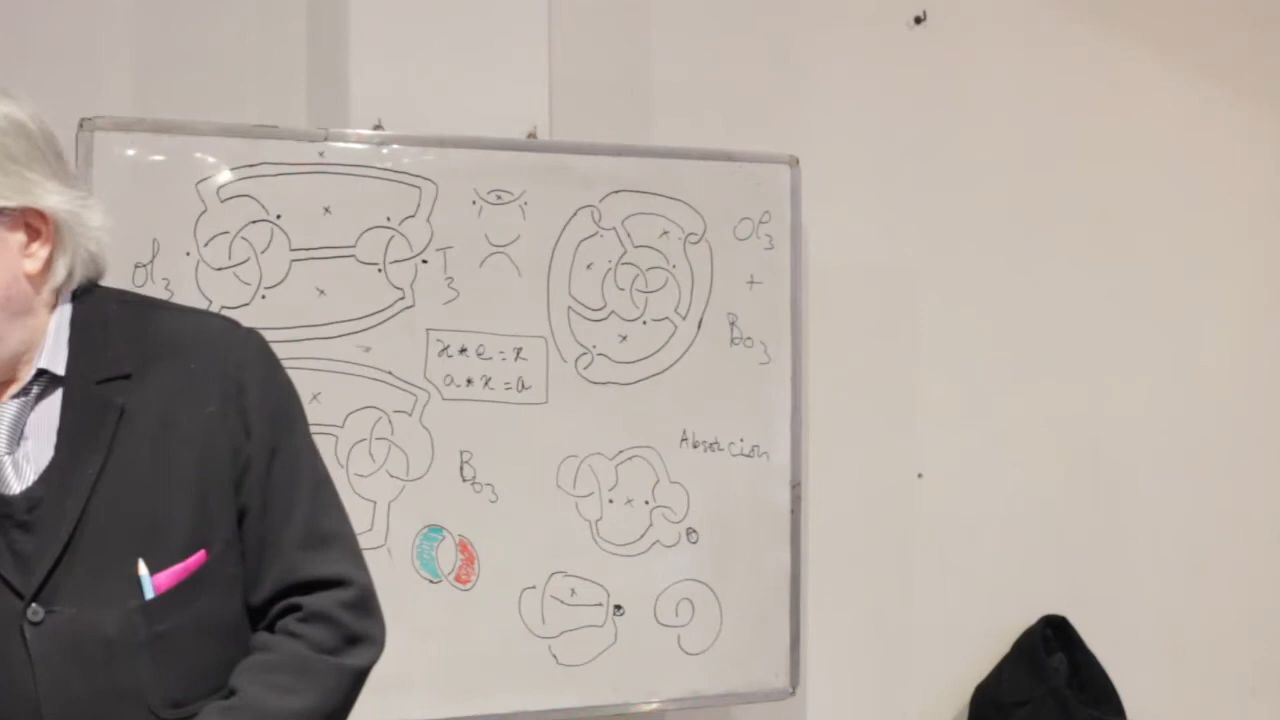 Ol₃
T₃
Ol₃
+
Bo₃
x * e = x
a * x = a
Bo₃
Absorcion